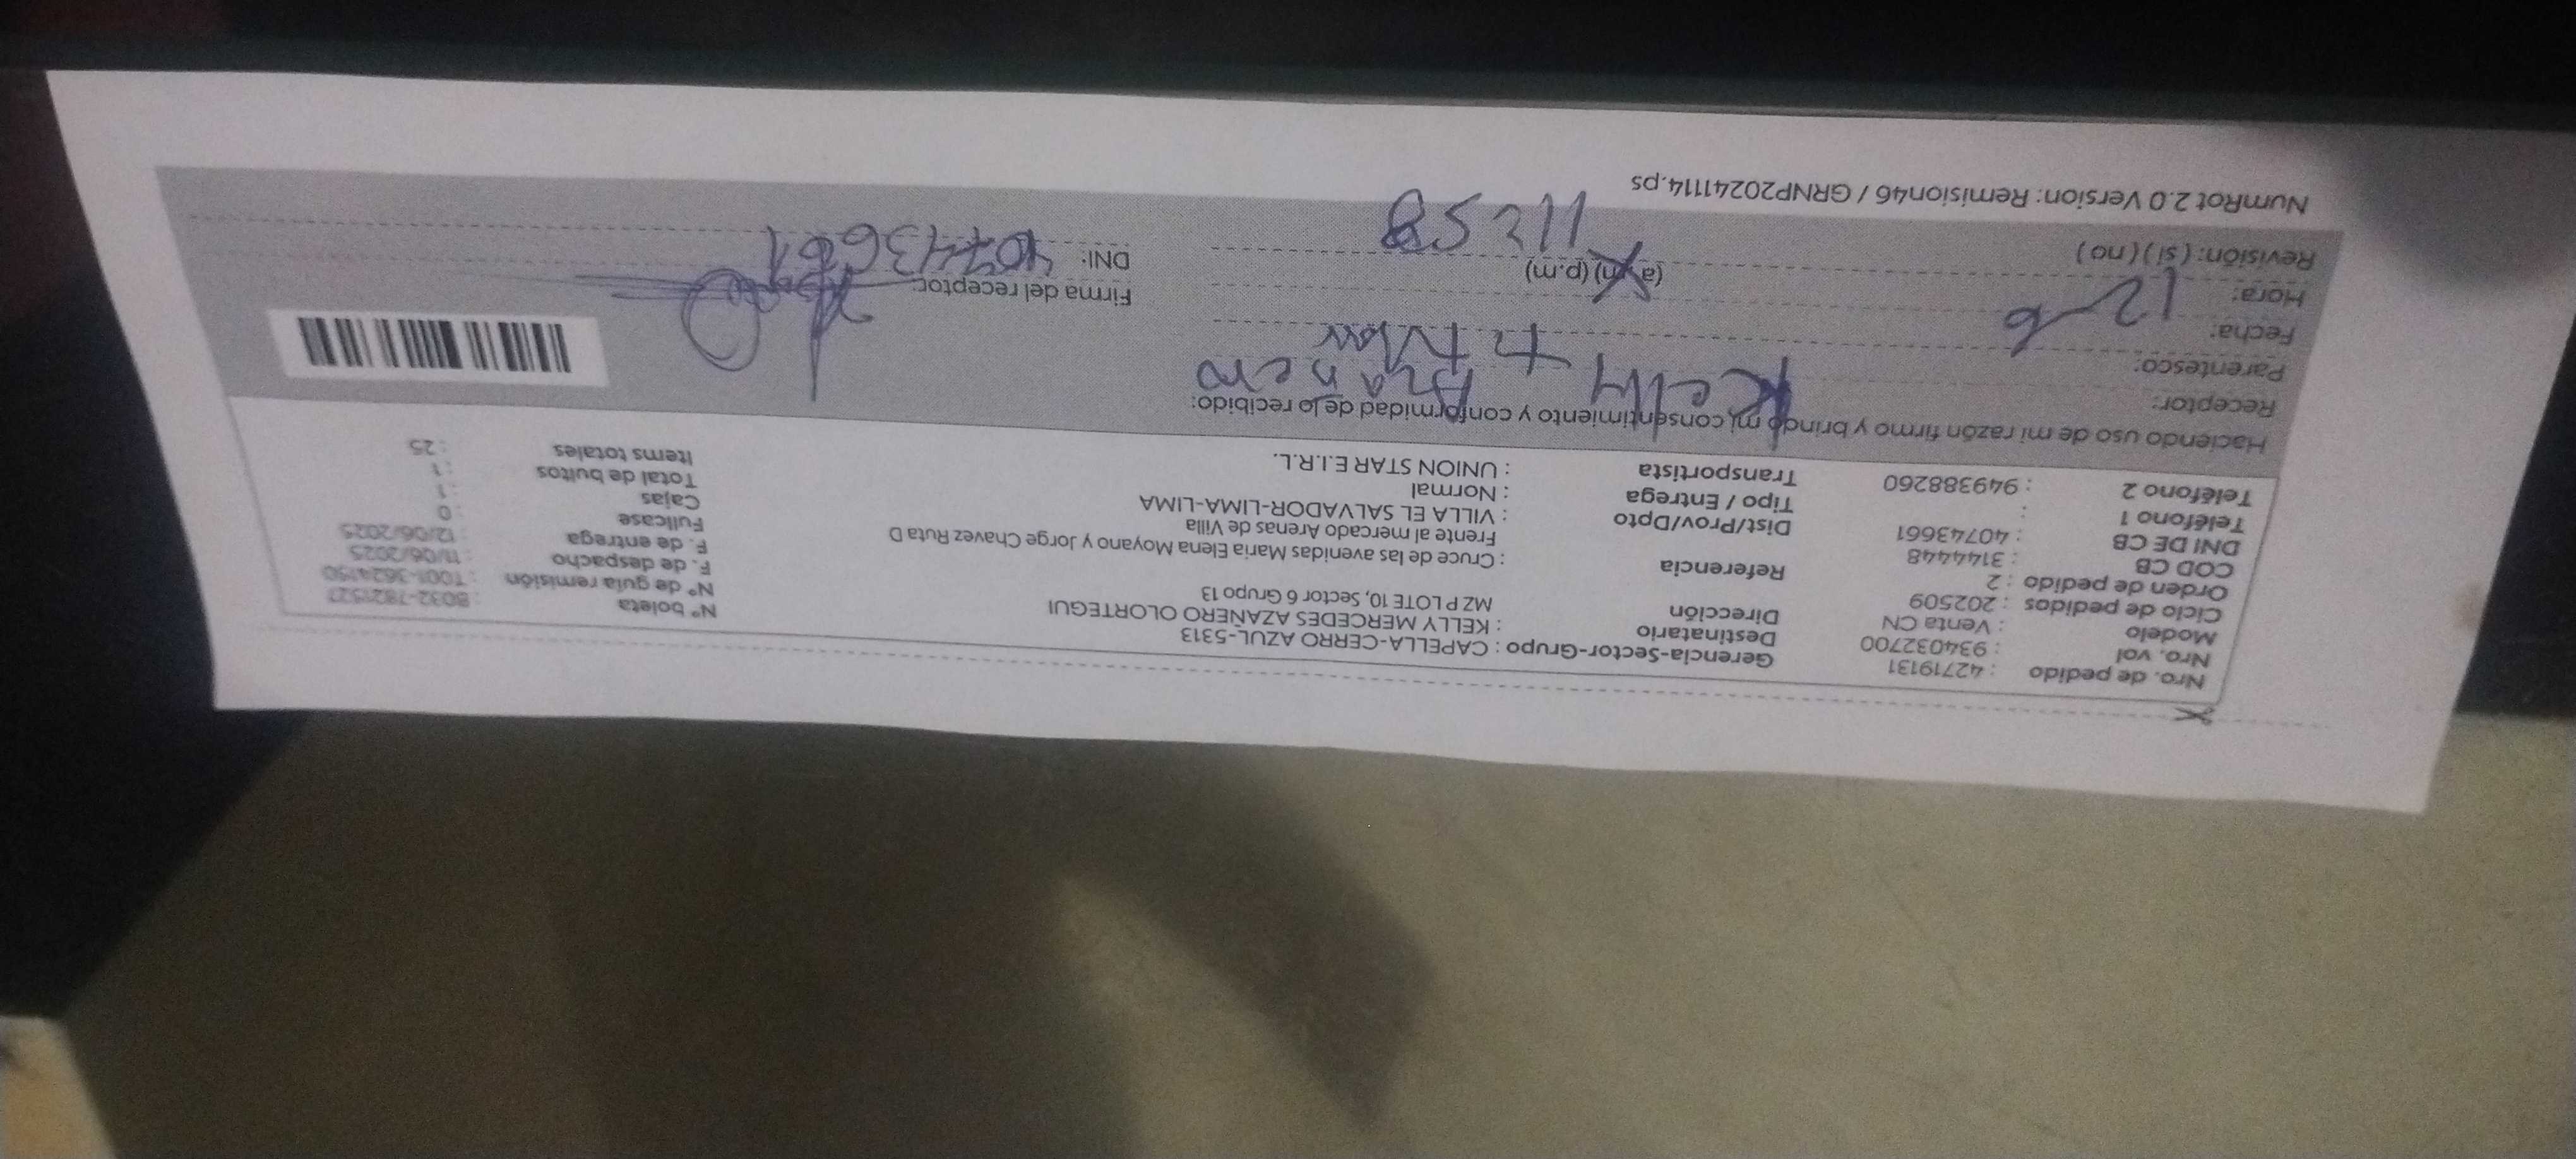 Nro. de pedido : 42719131
Nro. vol : 934032700
Modelo : Venta CN
Ciclo de pedidos : 202509
Orden de pedido : 2
COD CB : 3144448
DNI DE CB : 40743661
Teléfono 1 :
Teléfono 2 : 949388260
Gerencia-Sector-Grupo : CAPELLA-CERRO AZUL-5313
Destinatario : KELLY MERCEDES AZAÑERO OLORTEGUI
Dirección MZ P LOTE 10, Sector 6 Grupo 13
Referencia : Cruce de las avenidas Maria Elena Moyano y Jorge Chavez Ruta D
Frente al mercado Arenas de Villa
Dist/Prov/Dpto : VILLA EL SALVADOR-LIMA-LIMA
Tipo / Entrega : Normal
Transportista : UNION STAR E.I.R.L.
N° boleta : B032-7821527
N° de guía remisión : T001-3624150
F. de despacho : 11/06/2025
F. de entrega : 12/06/2025
Fullcase : 0
Cajas : 1
Total de bultos : 1
Items totales : 25
Haciendo uso de mi razón firmo y brindo mi consentimiento y conformidad de lo recibido:
Receptor: Kelly
Parentesco: titular
Fecha: 12 6
Hora: (a.m) (p.m)
11:58
Revisión: (si) (no)
Firma del receptor:
DNI: 40743661
NumRot 2.0 Version: Remision46 / GRNP20241114.ps